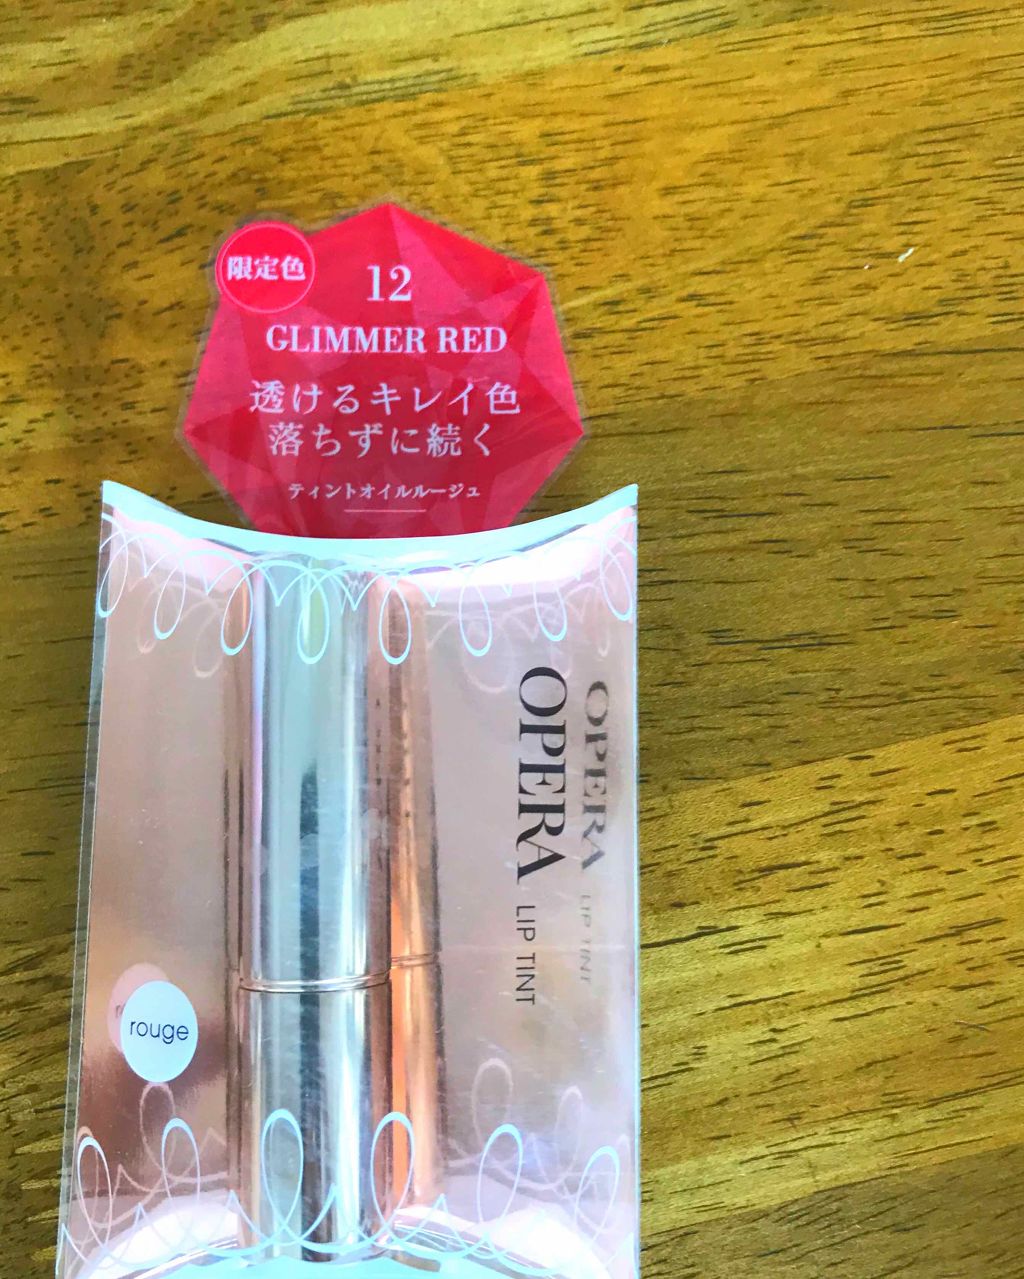 限定色
12
GLIMMER RED
透けるキレイ色
落ちずに続く
ティントオイルルージュ
OPERA LIP TINT
OPERA LIP TINT
rouge